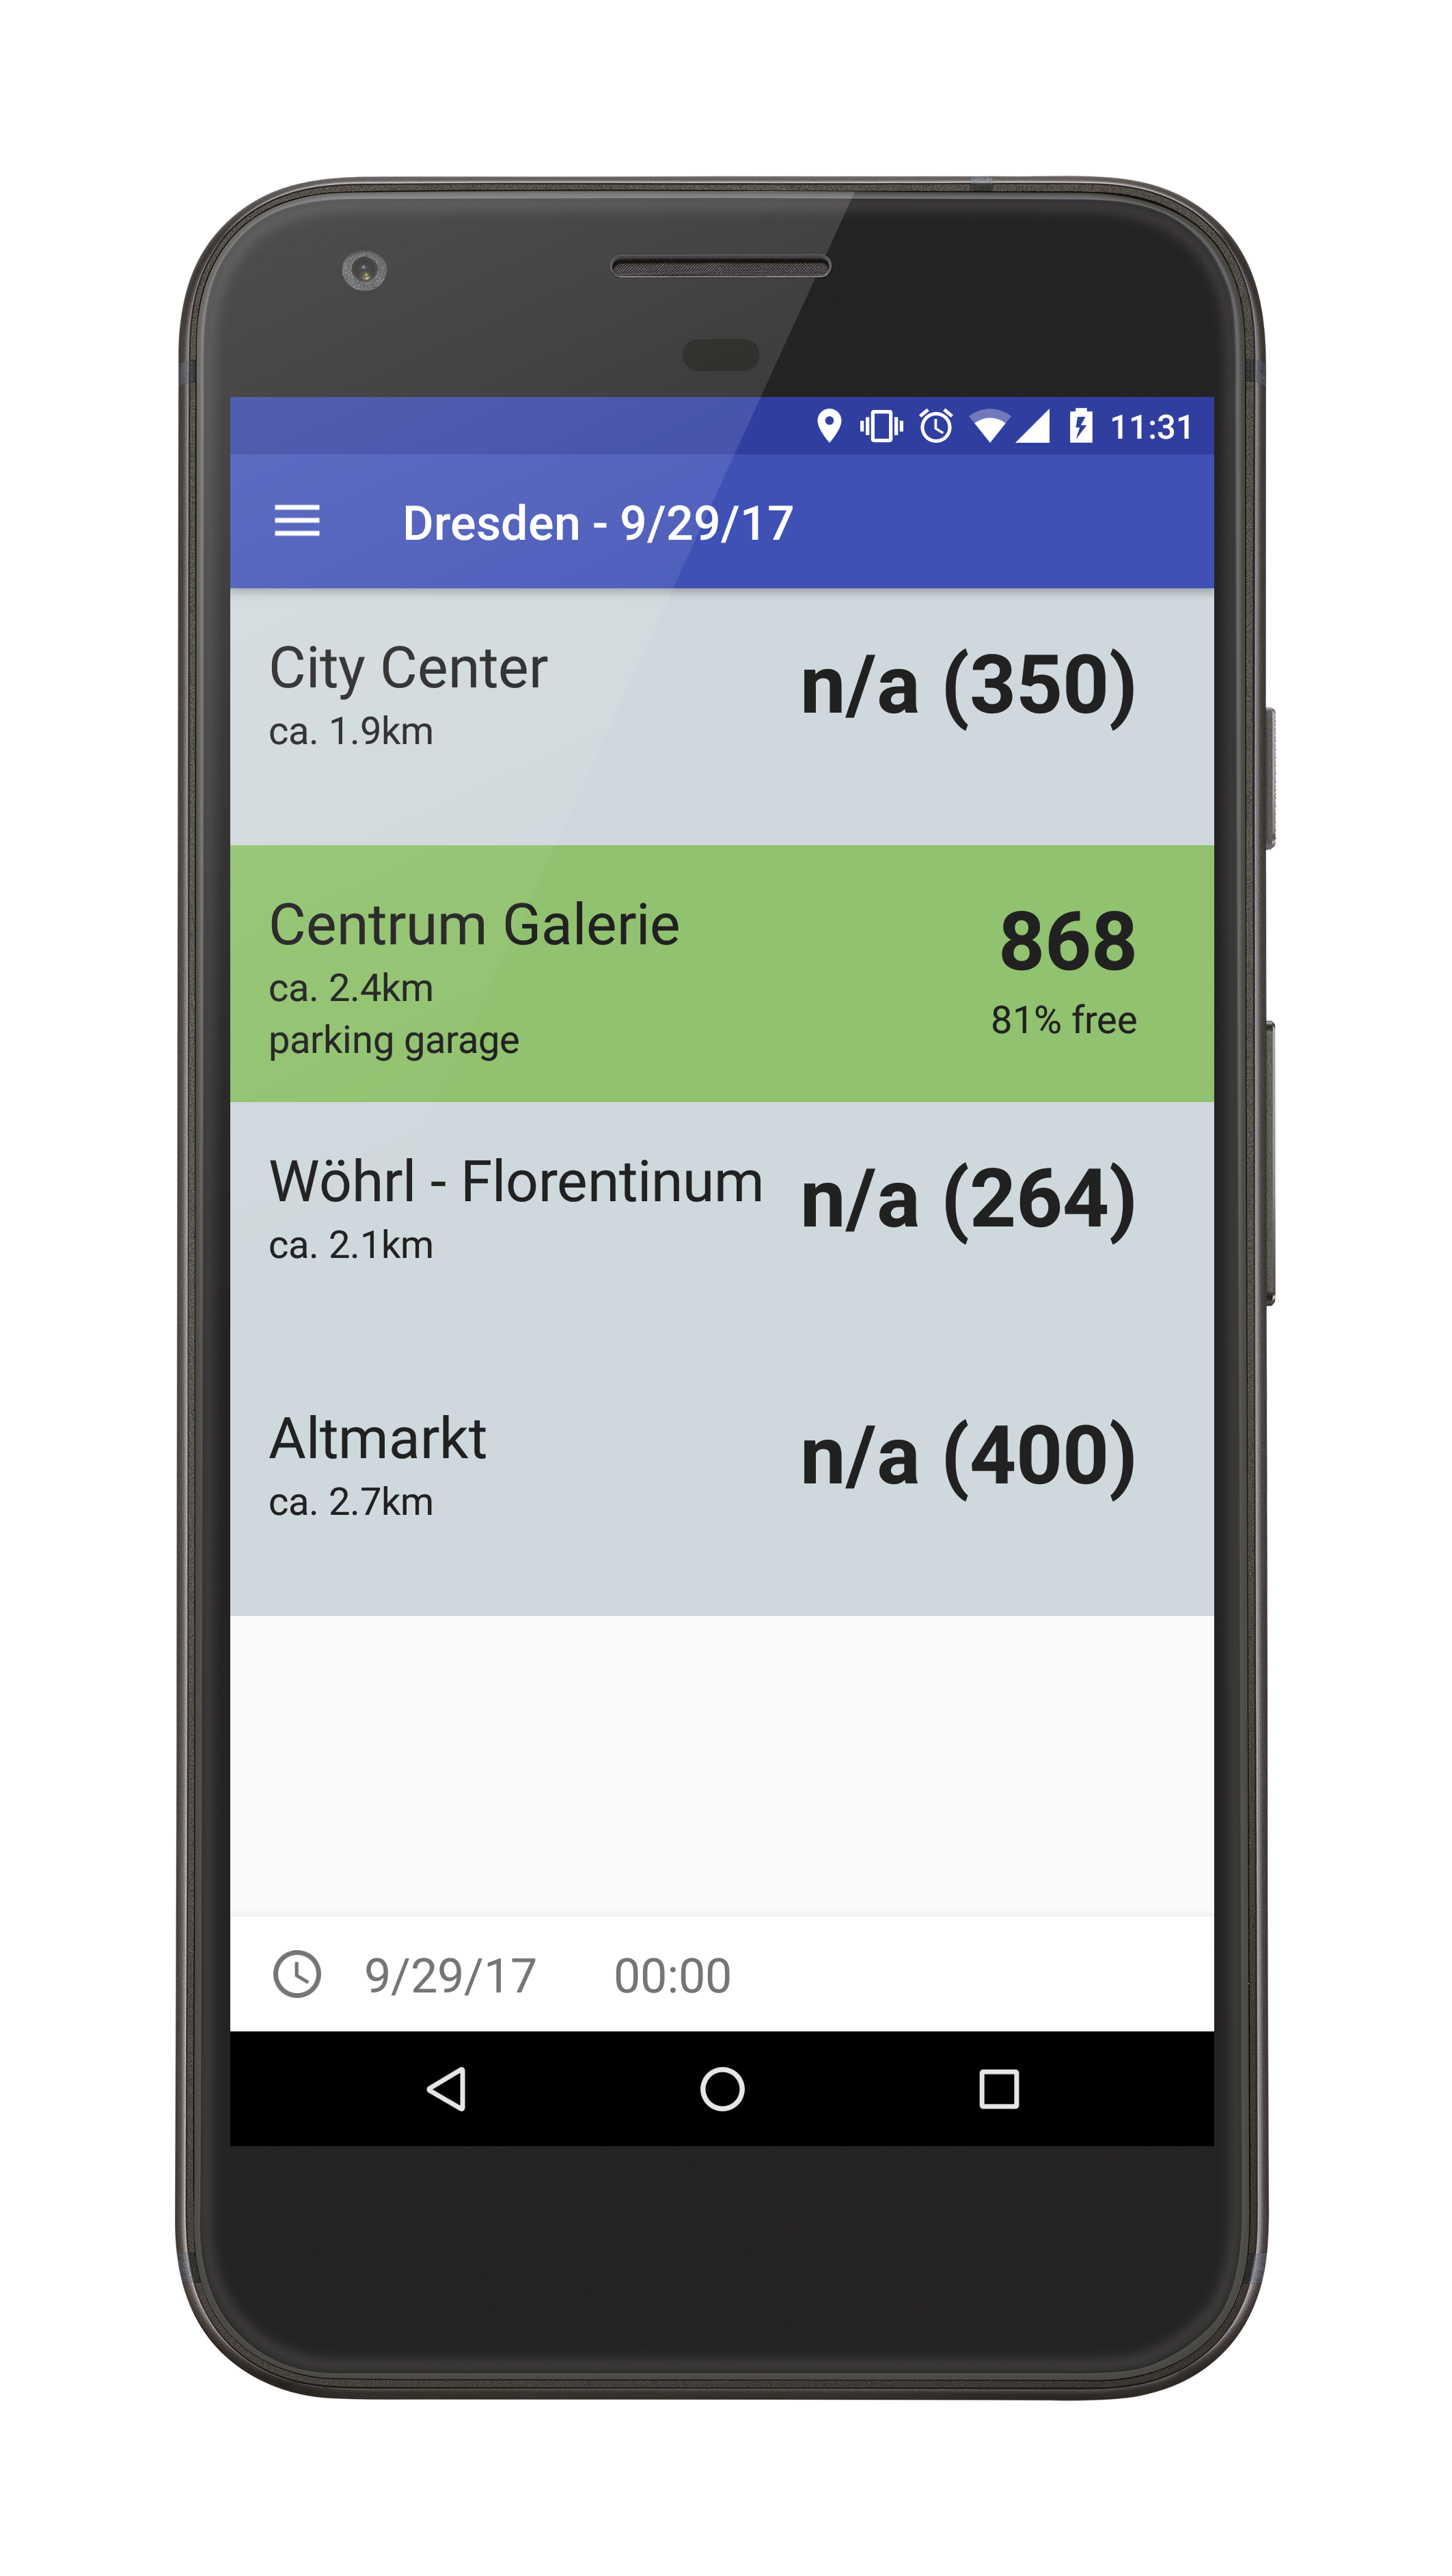 11:31
Dresden - 9/29/17
City Center
n/a (350)
ca. 1.9km
Centrum Galerie
868
ca. 2.4km
81% free
parking garage
Wöhrl - Florentinum
n/a (264)
ca. 2.1km
Altmarkt
n/a (400)
ca. 2.7km
9/29/17 00:00